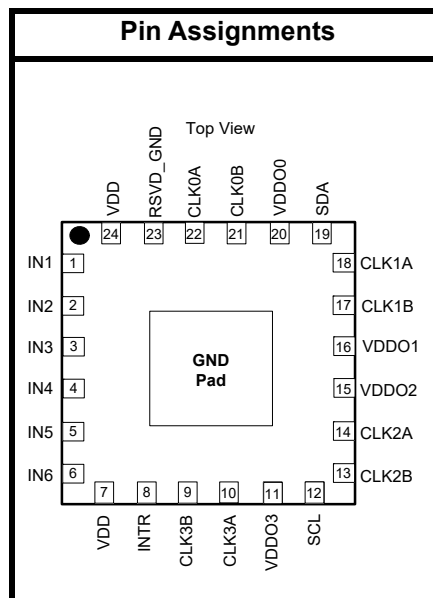 Pin Assignments
Top View
VDD
RSVD_GND
CLK0A
CLK0B
VDDO0
SDA
24
23
22
21
20
19
IN1
1
18
CLK1A
IN2
2
17
CLK1B
IN3
3
16
VDDO1
GND
Pad
IN4
4
15
VDDO2
IN5
5
14
CLK2A
IN6
6
13
CLK2B
7
8
9
10
11
12
VDD
INTR
CLK3B
CLK3A
VDDO3
SCL